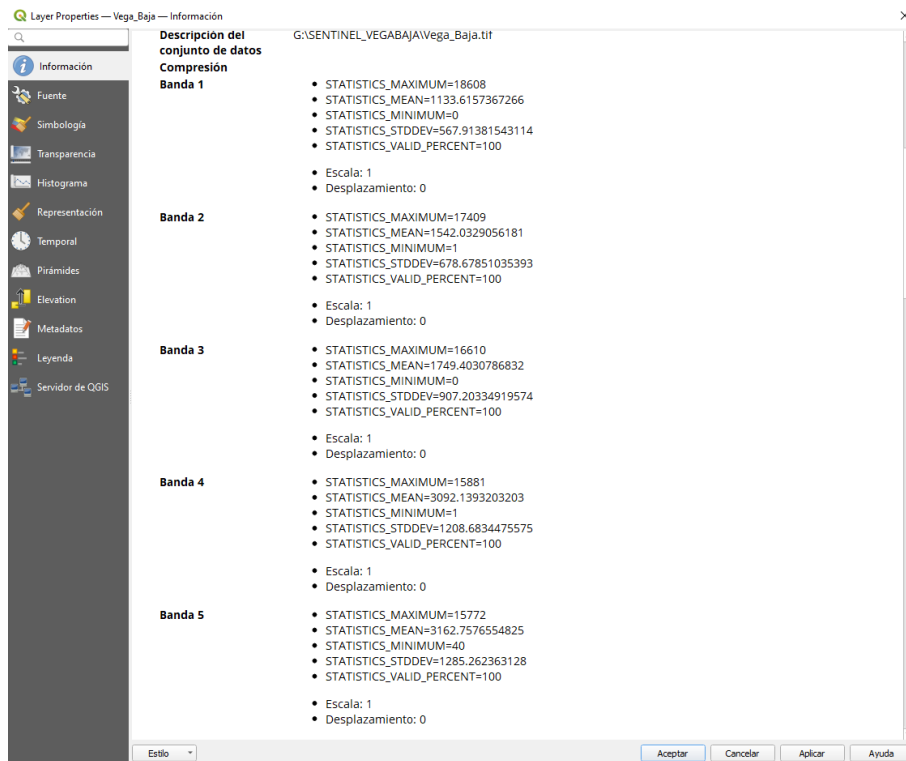 Layer Properties — Vega_Baja — Información
Información
Fuente
Simbología
Transparencia
Histograma
Representación
Temporal
Pirámides
Elevation
Metadatos
Leyenda
Servidor de QGIS
Descripción del conjunto de datos G:\SENTINEL_VEGABAJA\Vega_Baja.tif
Compresión
Banda 1
• STATISTICS_MAXIMUM=18608
• STATISTICS_MEAN=1133.6157367266
• STATISTICS_MINIMUM=0
• STATISTICS_STDDEV=567.91381543114
• STATISTICS_VALID_PERCENT=100
• Escala: 1
• Desplazamiento: 0
Banda 2
• STATISTICS_MAXIMUM=17409
• STATISTICS_MEAN=1542.0329056181
• STATISTICS_MINIMUM=1
• STATISTICS_STDDEV=678.67851035393
• STATISTICS_VALID_PERCENT=100
• Escala: 1
• Desplazamiento: 0
Banda 3
• STATISTICS_MAXIMUM=16610
• STATISTICS_MEAN=1749.4030786832
• STATISTICS_MINIMUM=0
• STATISTICS_STDDEV=907.20334919574
• STATISTICS_VALID_PERCENT=100
• Escala: 1
• Desplazamiento: 0
Banda 4
• STATISTICS_MAXIMUM=15881
• STATISTICS_MEAN=3092.1393203203
• STATISTICS_MINIMUM=1
• STATISTICS_STDDEV=1208.6834475575
• STATISTICS_VALID_PERCENT=100
• Escala: 1
• Desplazamiento: 0
Banda 5
• STATISTICS_MAXIMUM=15772
• STATISTICS_MEAN=3162.7576554825
• STATISTICS_MINIMUM=40
• STATISTICS_STDDEV=1285.262363128
• STATISTICS_VALID_PERCENT=100
• Escala: 1
• Desplazamiento: 0
Estilo Aceptar Cancelar Aplicar Ayuda